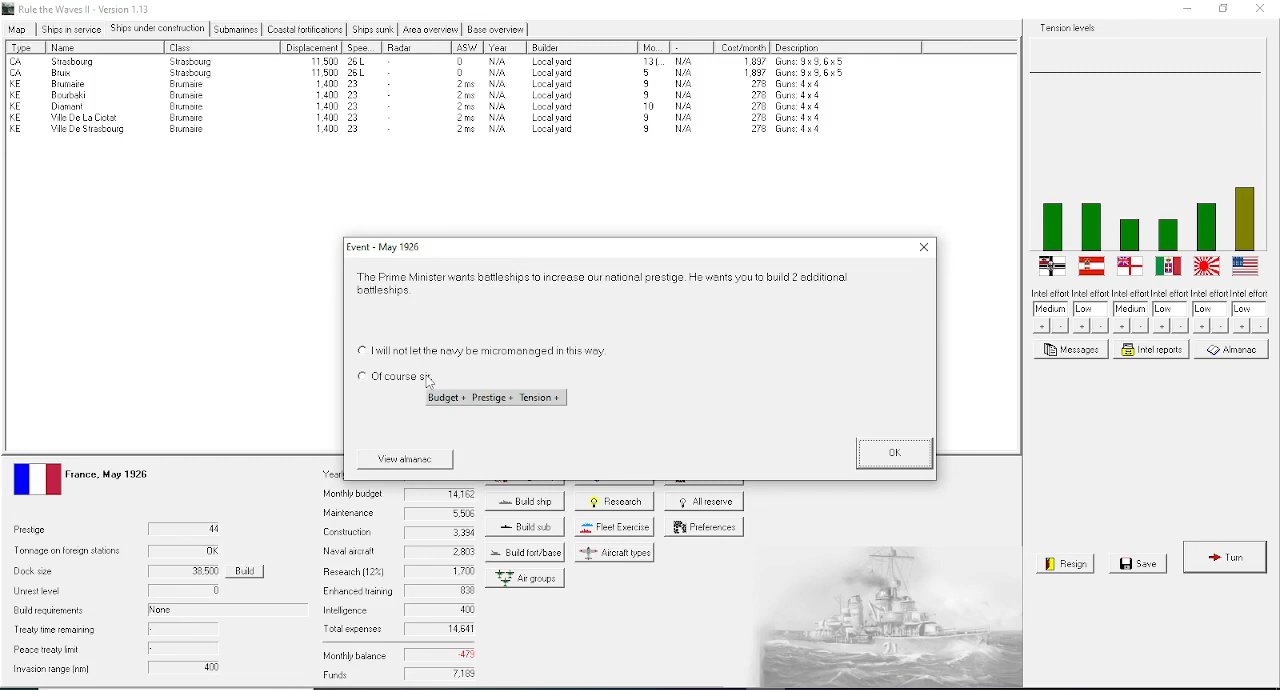 Rule the Waves II - Version 1.13
Map Ships in service Ships under construction Submarines Coastal fortifications Ships sunk Area overview Base overview
Type Name Class Displacement Spee... Radar ASW Year Builder Mo... - Cost/month Description
CA Strasbourg Strasbourg 11,500 26 L - 0 N/A Local yard 13 (... N/A 1,897 Guns: 9 x 9, 6 x 5
CA Bruix Strasbourg 11,500 26 L - 0 N/A Local yard 5 N/A 1,897 Guns: 9 x 9, 6 x 5
KE Brumaire Brumaire 1,400 23 - 2 ms N/A Local yard 9 N/A 278 Guns: 4 x 4
KE Bourbaki Brumaire 1,400 23 - 2 ms N/A Local yard 9 N/A 278 Guns: 4 x 4
KE Diamant Brumaire 1,400 23 - 2 ms N/A Local yard 10 N/A 278 Guns: 4 x 4
KE Ville De La Ciotat Brumaire 1,400 23 - 2 ms N/A Local yard 9 N/A 278 Guns: 4 x 4
KE Ville De Strasbourg Brumaire 1,400 23 - 2 ms N/A Local yard 9 N/A 278 Guns: 4 x 4
Tension levels
Intel effort Intel effort Intel effort Intel effort Intel effort Intel effort
Medium Low Medium Low Low Low
+ - + - + - + - + - + -
Messages Intel reports Almanac
Event - May 1926
The Prime Minister wants battleships to increase our national prestige. He wants you to build 2 additional
battleships.
I will not let the navy be micromanaged in this way.
Of course
Budget + Prestige + Tension +
View almanac OK
France, May 1926
Prestige 44
Tonnage on foreign stations OK
Dock size 38,500 Build
Unrest level 0
Build requirements None
Treaty time remaining -
Peace treaty limit -
Invasion range (nm) 400
Monthly budget 14,162
Maintenance 5,506
Construction 3,394
Naval aircraft 2,803
Research (12%) 1,700
Enhanced training 838
Intelligence 400
Total expenses 14,641
Monthly balance -479
Funds 7,189
Build ship Research All reserve
Build sub Fleet Exercise Preferences
Build fort/base Aircraft types
Air groups
Resign Save Turn